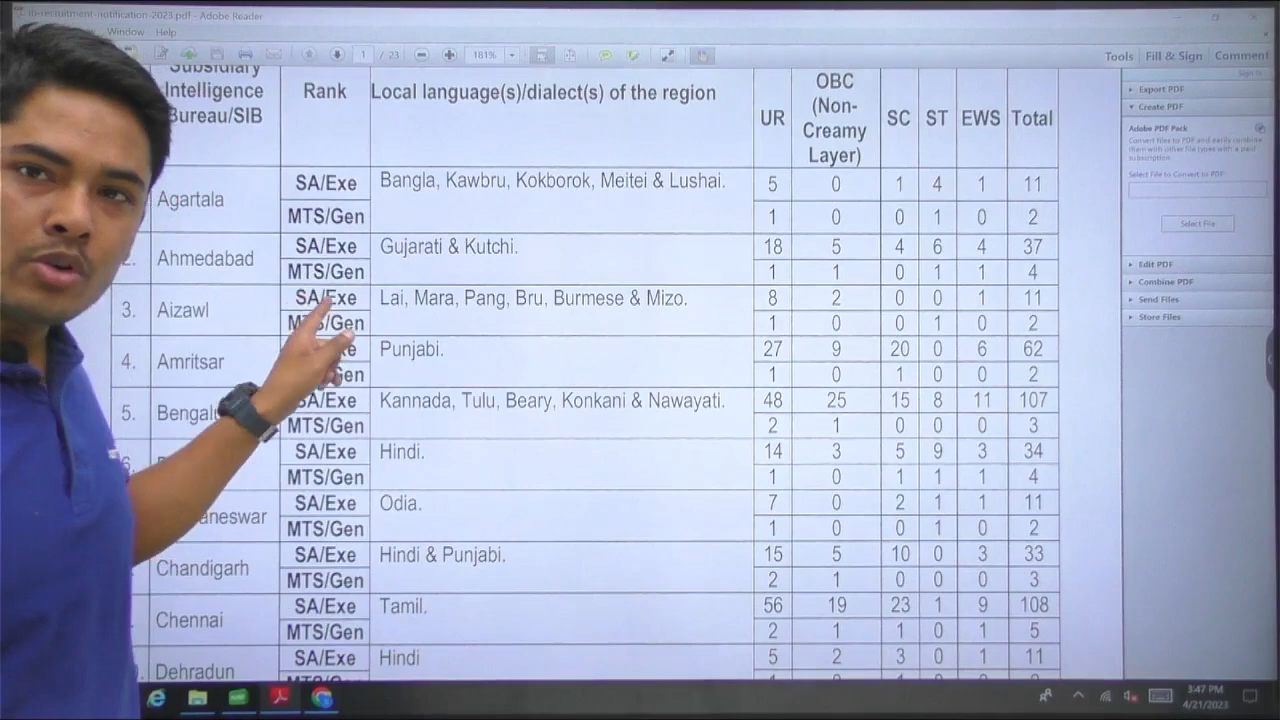 ib-recruitment-notification-2023.pdf - Adobe Reader
Window Help
1 / 23 181% Tools Fill & Sign Comment
Sign In
Subsidiary Intelligence Bureau/SIB Rank Local language(s)/dialect(s) of the region UR OBC (Non-Creamy Layer) SC ST EWS Total
Agartala SA/Exe Bangla, Kawbru, Kokborok, Meitei & Lushai. 5 0 1 4 1 11
MTS/Gen 1 0 0 1 0 2
2. Ahmedabad SA/Exe Gujarati & Kutchi. 18 5 4 6 4 37
MTS/Gen 1 1 0 1 1 4
3. Aizawl SA/Exe Lai, Mara, Pang, Bru, Burmese & Mizo. 8 2 0 0 1 11
MTS/Gen 1 0 0 1 0 2
4. Amritsar Punjabi. 27 9 20 0 6 62
1 0 1 0 0 2
5. SA/Exe Kannada, Tulu, Beary, Konkani & Nawayati. 48 25 15 8 11 107
MTS/Gen 2 1 0 0 0 3
SA/Exe Hindi. 14 3 5 9 3 34
MTS/Gen 1 0 1 1 1 4
SA/Exe Odia. 7 0 2 1 1 11
MTS/Gen 1 0 0 1 0 2
Chandigarh SA/Exe Hindi & Punjabi. 15 5 10 0 3 33
MTS/Gen 2 1 0 0 0 3
Chennai SA/Exe Tamil. 56 19 23 1 9 108
MTS/Gen 2 1 1 0 1 5
Dehradun SA/Exe Hindi 5 2 3 0 1 11
Export PDF
Create PDF
Adobe PDF Pack
Convert files to PDF and easily combine
them with other file types with a paid
subscription.
Select File to Convert to PDF:
Select File
Edit PDF
Combine PDF
Send Files
Store Files
3:47 PM
4/21/2023